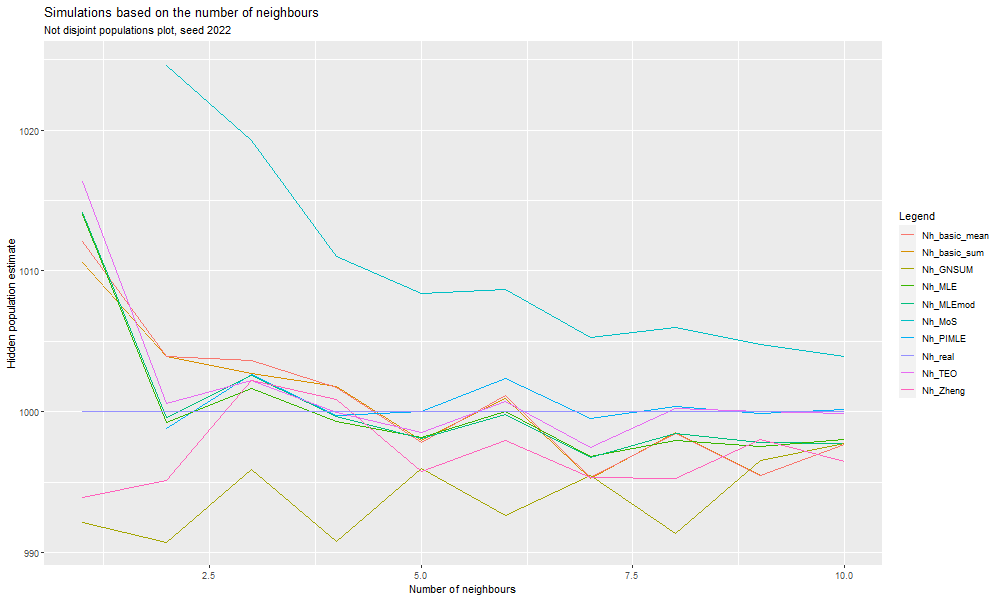 Simulations based on the number of neighbours
Not disjoint populations plot, seed 2022
Hidden population estimate
1020
1010
1000
990
2.5
5.0
7.5
10.0
Number of neighbours
Legend
Nh_basic_mean
Nh_basic_sum
Nh_GNSUM
Nh_MLE
Nh_MLEmod
Nh_MoS
Nh_PIMLE
Nh_real
Nh_TEO
Nh_Zheng